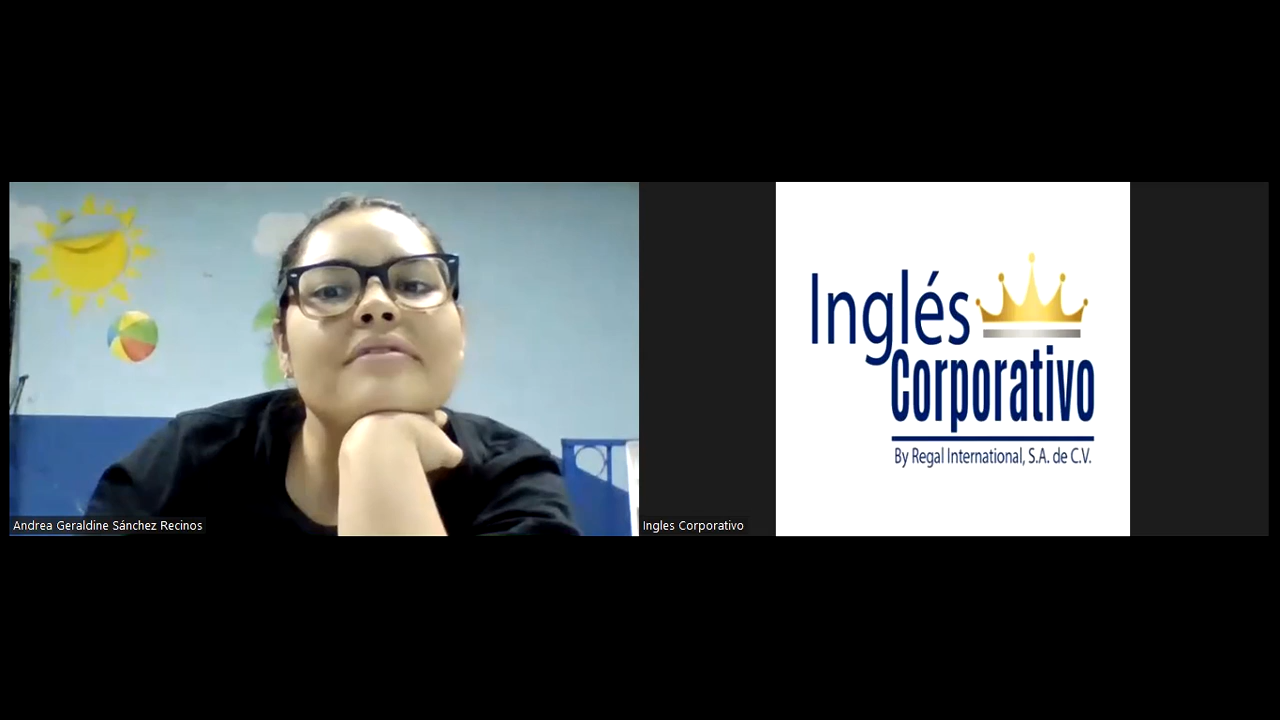 Inglés
Corporativo
By Regal International, S.A. de C.V.
Andrea Geraldine Sánchez Recinos
Ingles Corporativo